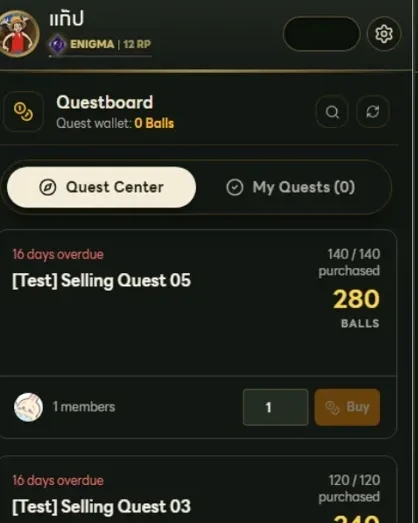 แก๊ป
ENIGMA | 12 RP
Questboard
Quest wallet: 0 Balls
Quest Center
My Quests (0)
16 days overdue
140 / 140
purchased
[Test] Selling Quest 05
280
BALLS
1 members
1
Buy
16 days overdue
120 / 120
purchased
[Test] Selling Quest 03
240